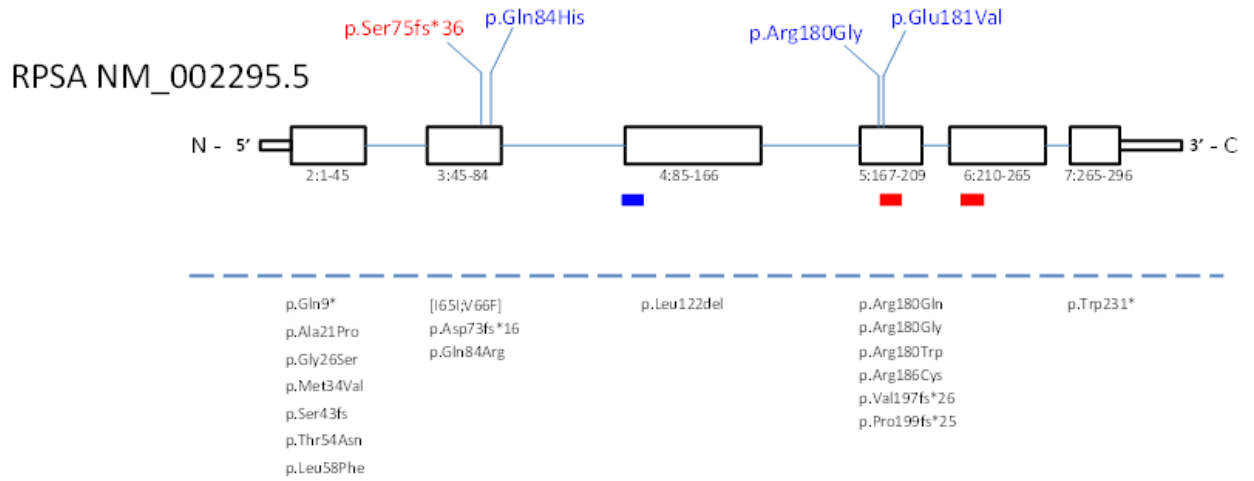 p.Ser75fs*36 p.Gln84His p.Arg180Gly p.Glu181Val
RPSA NM_002295.5
N - 5’ 3’ - C
2:1-45 3:45-84 4:85-166 5:167-209 6:210-265 7:265-296
p.Gln9* [I65I;V66F] p.Leu122del p.Arg180Gln p.Trp231*
p.Ala21Pro p.Asp73fs*16 p.Arg180Gly
p.Gly26Ser p.Gln84Arg p.Arg180Trp
p.Met34Val p.Arg186Cys
p.Ser43fs p.Val197fs*26
p.Thr54Asn p.Pro199fs*25
p.Leu58Phe